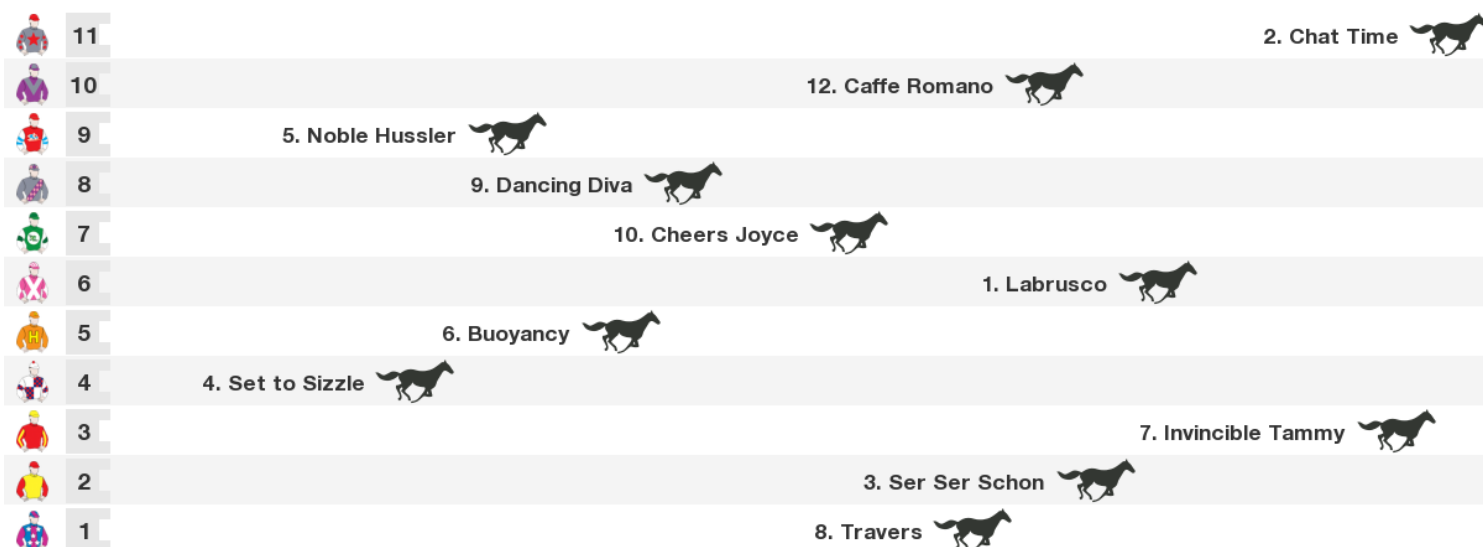 11 2. Chat Time
10 12. Caffe Romano
9 5. Noble Hussler
8 9. Dancing Diva
7 10. Cheers Joyce
6 1. Labrusco
H 5 6. Buoyancy
4 4. Set to Sizzle
3 7. Invincible Tammy
2 3. Ser Ser Schon
1 8. Travers